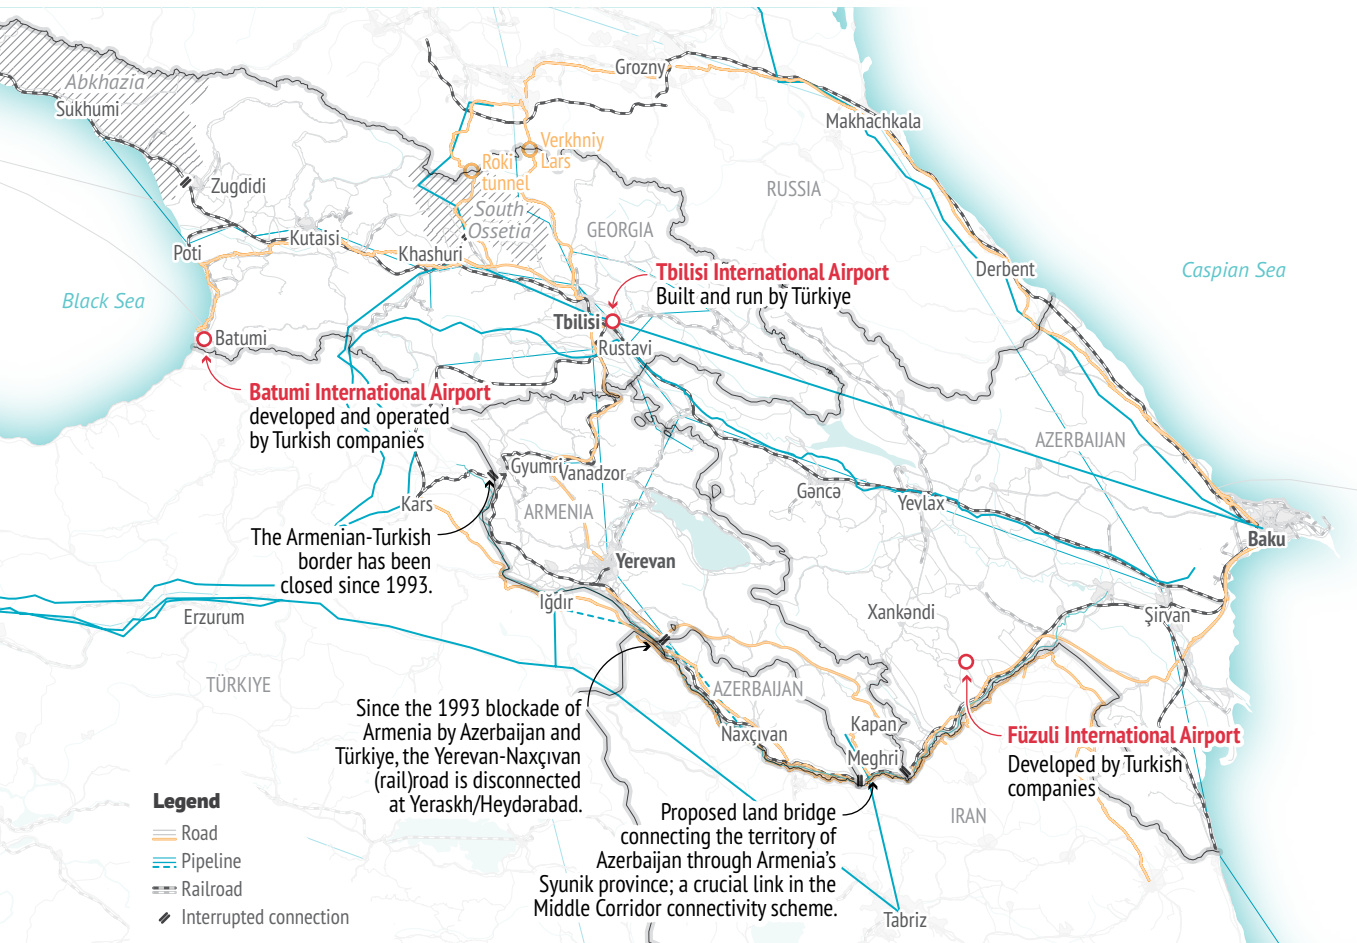 Grozny
Abkhazia
Sukhumi
Makhachkala
Verkhniy
Lars
Roki
tunnel
Zugdidi
RUSSIA
South
Ossetia
GEORGIA
Kutaisi
Poti
Khashuri
Derbent
Caspian Sea
Tbilisi International Airport
Built and run by Türkiye
Black Sea
Tbilisi
Batumi
Rustavi
Batumi International Airport
developed and operated
by Turkish companies
AZERBAIJAN
Gyumri
Vanadzor
Gəncə
Yevlax
Kars
ARMENIA
The Armenian-Turkish
border has been
closed since 1993.
Baku
Yerevan
Iğdır
Erzurum
Xankəndi
Şirvan
TÜRKIYE
AZERBAIJAN
Since the 1993 blockade of
Armenia by Azerbaijan and
Türkiye, the Yerevan-Naxçıvan
(rail)road is disconnected
at Yeraskh/Heydərabad.
Naxçıvan
Kapan
Meghri
Füzuli International Airport
Developed by Turkish
companies
Proposed land bridge
connecting the territory of
Azerbaijan through Armenia's
Syunik province; a crucial link in the
Middle Corridor connectivity scheme.
IRAN
Tabriz
Legend
Road
Pipeline
Railroad
Interrupted connection